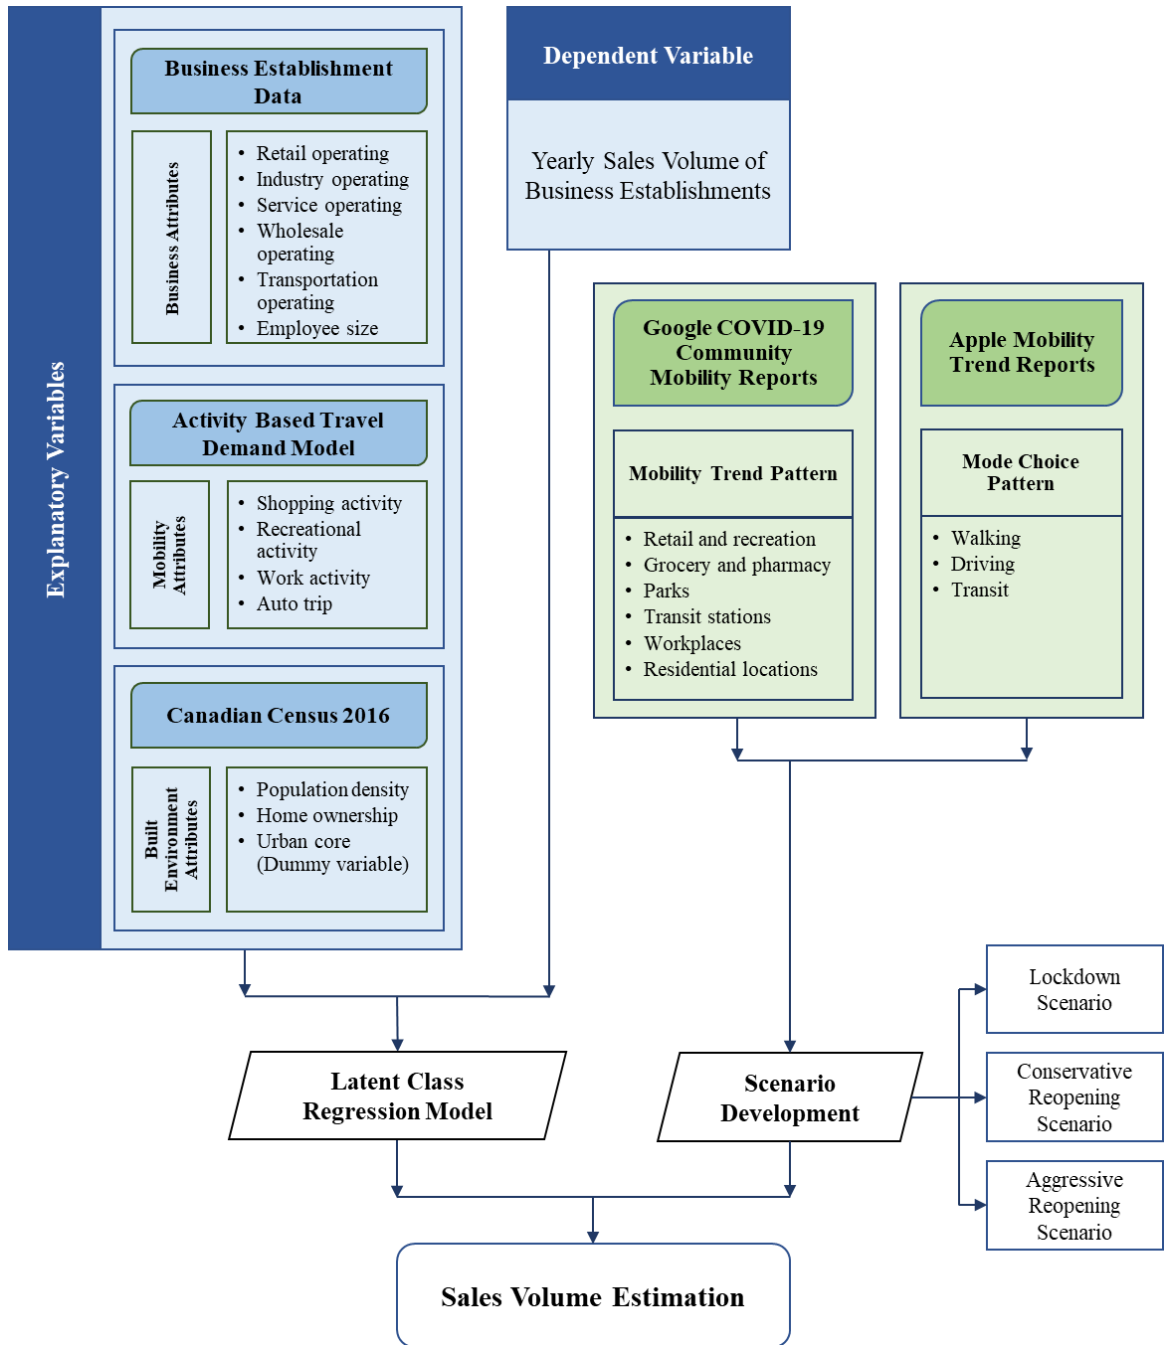 Explanatory Variables
Business Establishment
Data
Business Attributes
• Retail operating
• Industry operating
• Service operating
• Wholesale
operating
• Transportation
operating
• Employee size
Activity Based Travel
Demand Model
Mobility
Attributes
• Shopping activity
• Recreational
activity
• Work activity
• Auto trip
Canadian Census 2016
Built
Environment
Attributes
• Population density
• Home ownership
• Urban core
(Dummy variable)
Dependent Variable
Yearly Sales Volume of
Business Establishments
Google COVID-19
Community
Mobility Reports
Mobility Trend Pattern
• Retail and recreation
• Grocery and pharmacy
• Parks
• Transit stations
• Workplaces
• Residential locations
Apple Mobility
Trend Reports
Mode Choice
Pattern
• Walking
• Driving
• Transit
Latent Class
Regression Model
Scenario
Development
Lockdown
Scenario
Conservative
Reopening
Scenario
Aggressive
Reopening
Scenario
Sales Volume Estimation